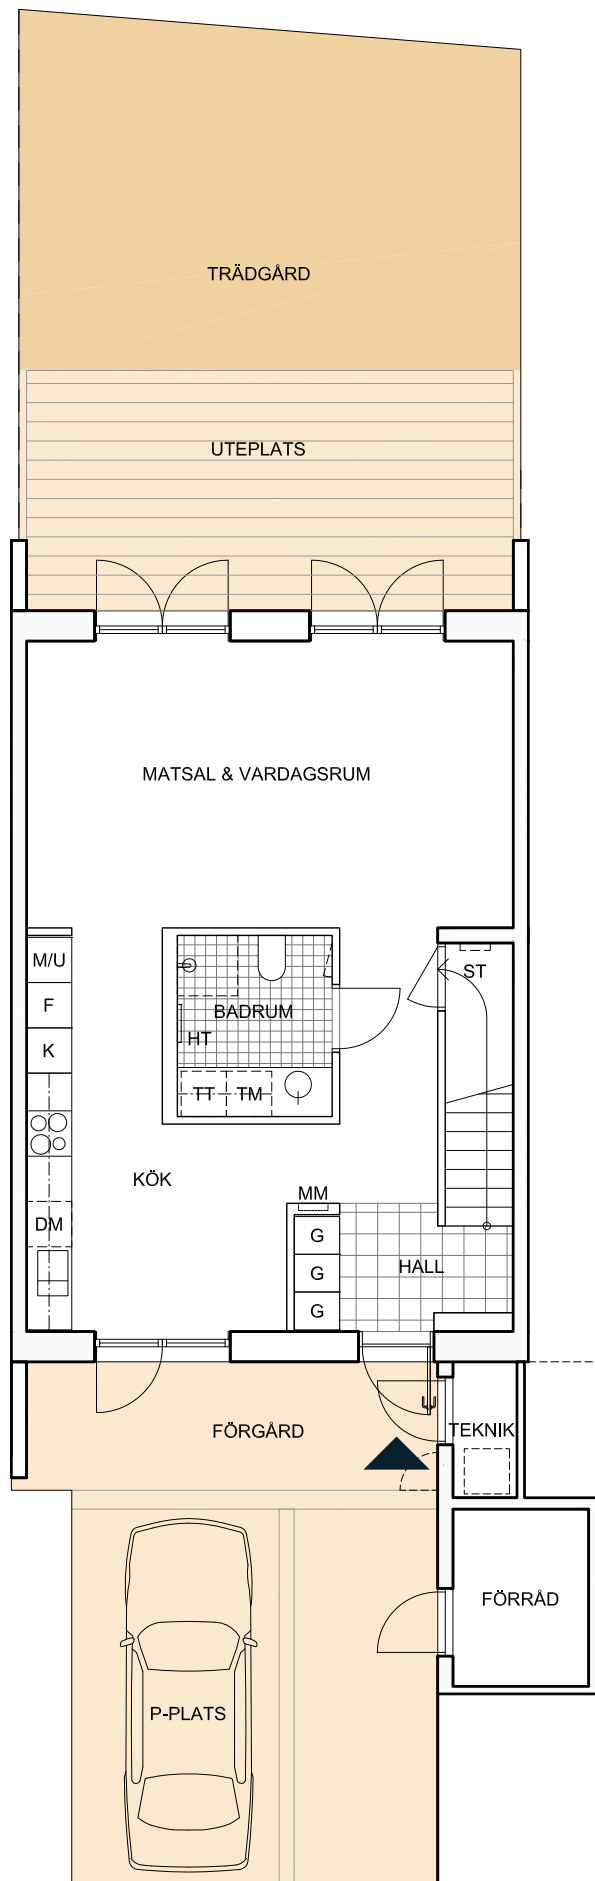 TRÄDGÅRD
UTEPLATS
MATSAL & VARDAGSRUM
M/U
F
K
BADRUM
HT
TT
TM
ST
KÖK
MM
DM
G
G
G
HALL
FÖRGÅRD
TEKNIK
FÖRRÅD
P-PLATS